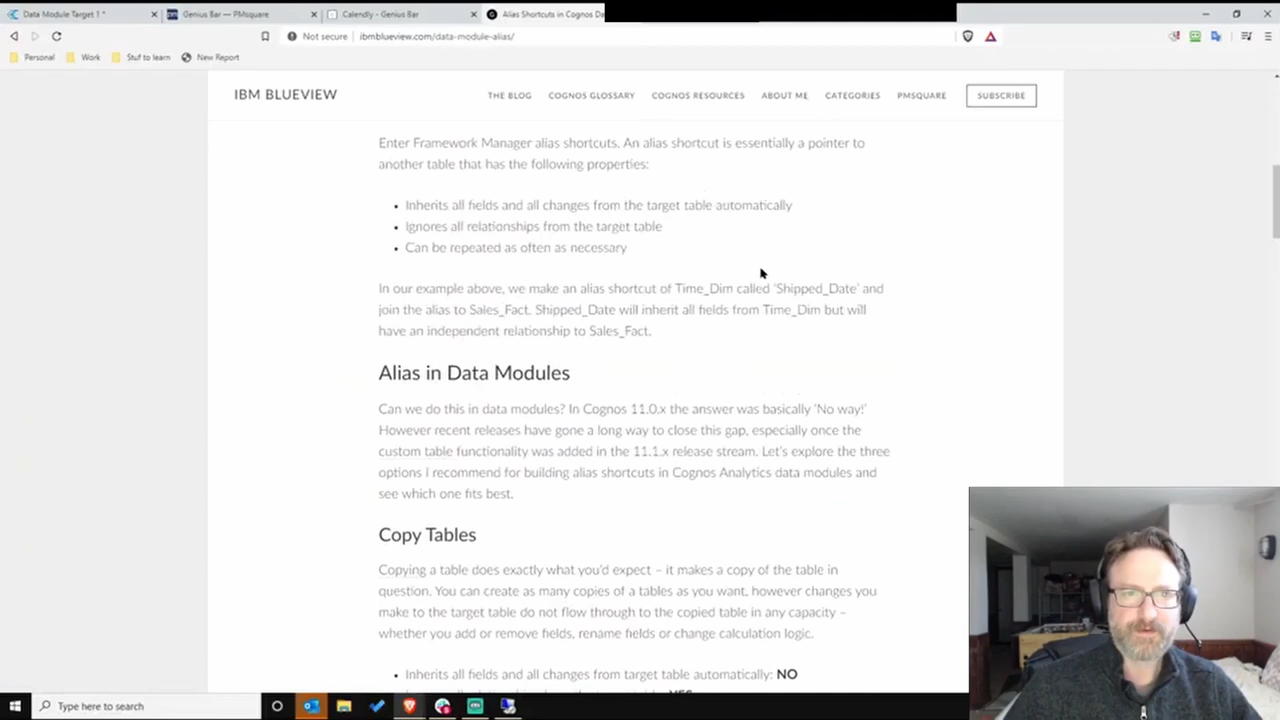 Data Module Target 1 *
Genius Bar — PMsquare
Calendly - Genius Bar
Alias Shortcuts in Cognos Da
Not secure
ibmblueview.com/data-module-alias/
Personal
Work
Stuf to learn
New Report
IBM BLUEVIEW
THE BLOG
COGNOS GLOSSARY
COGNOS RESOURCES
ABOUT ME
CATEGORIES
PMSQUARE
SUBSCRIBE
Enter Framework Manager alias shortcuts. An alias shortcut is essentially a pointer to
another table that has the following properties:
• Inherits all fields and all changes from the target table automatically
• Ignores all relationships from the target table
• Can be repeated as often as necessary
In our example above, we make an alias shortcut of Time_Dim called 'Shipped_Date' and
join the alias to Sales_Fact. Shipped_Date will inherit all fields from Time_Dim but will
have an independent relationship to Sales_Fact.
Alias in Data Modules
Can we do this in data modules? In Cognos 11.0.x the answer was basically 'No way!'
However recent releases have gone a long way to close this gap, especially once the
custom table functionality was added in the 11.1.x release stream. Let's explore the three
options I recommend for building alias shortcuts in Cognos Analytics data modules and
see which one fits best.
Copy Tables
Copying a table does exactly what you'd expect – it makes a copy of the table in
question. You can create as many copies of a tables as you want, however changes you
make to the target table do not flow through to the copied table in any capacity –
whether you add or remove fields, rename fields or change calculation logic.
• Inherits all fields and all changes from target table automatically: NO
YES
Type here to search